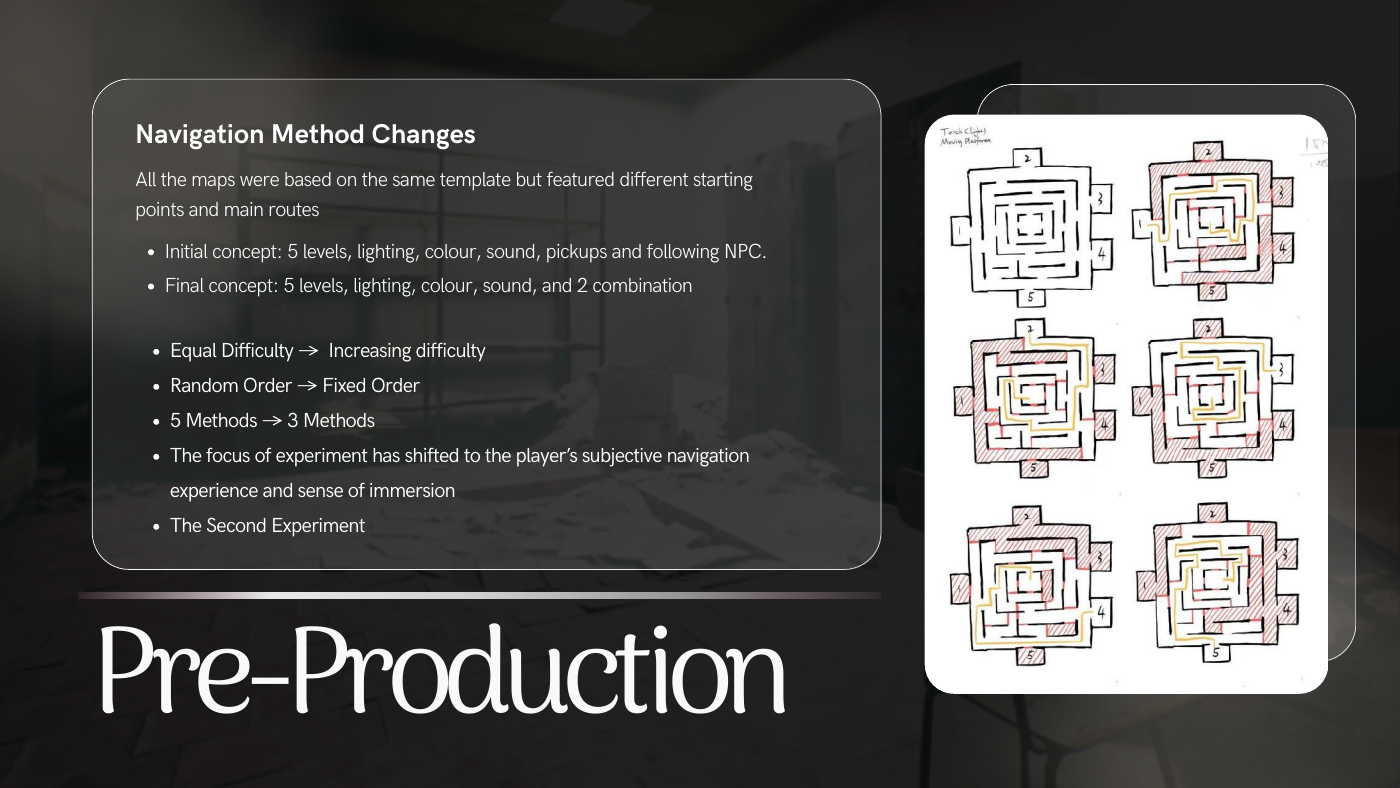 Navigation Method Changes
All the maps were based on the same template but featured different starting
points and main routes
• Initial concept: 5 levels, lighting, colour, sound, pickups and following NPC.
• Final concept: 5 levels, lighting, colour, sound, and 2 combination
• Equal Difficulty → Increasing difficulty
• Random Order → Fixed Order
• 5 Methods → 3 Methods
• The focus of experiment has shifted to the player's subjective navigation
experience and sense of immersion
• The Second Experiment
Pre-Production
Moving Platform
2
3
1
4
5
2
3
1
4
5
2
3
1
4
5
2
3
1
4
5
2
3
1
4
5
2
3
1
4
5